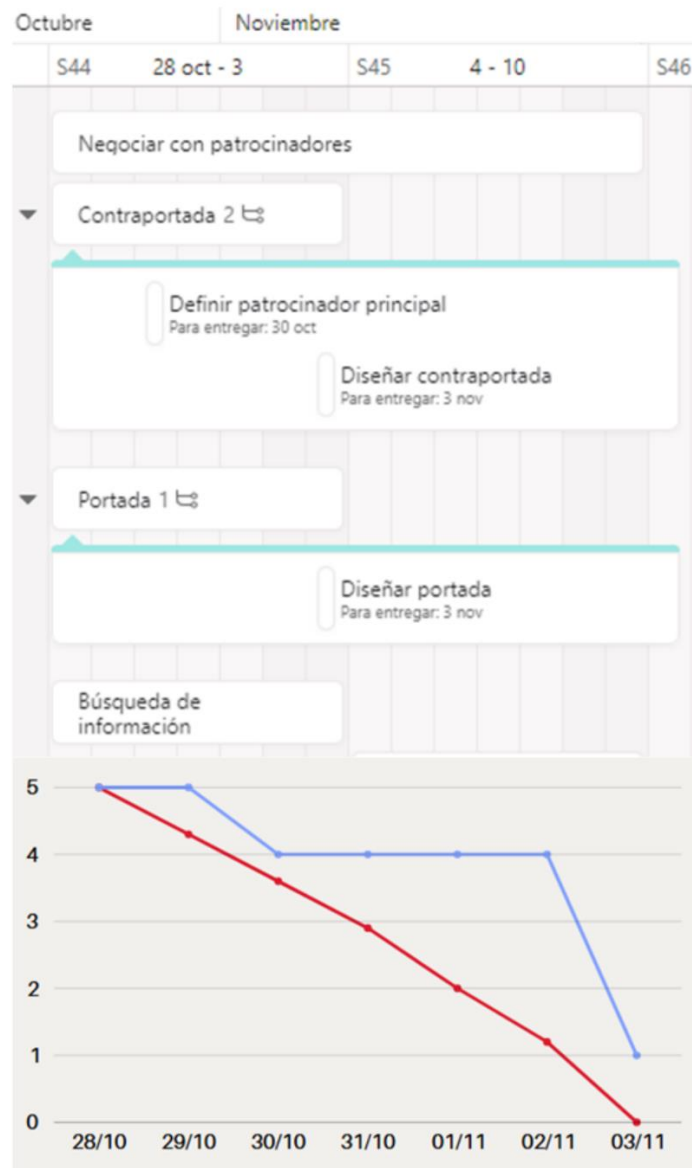 Octubre Noviembre
S44 28 oct - 3 S45 4 - 10 S46
Negociar con patrocinadores
Contraportada 2
Definir patrocinador principal
Para entregar: 30 oct
Diseñar contraportada
Para entregar: 3 nov
Portada 1
Diseñar portada
Para entregar: 3 nov
Búsqueda de
información
5
4
3
2
1
0
28/10 29/10 30/10 31/10 01/11 02/11 03/11